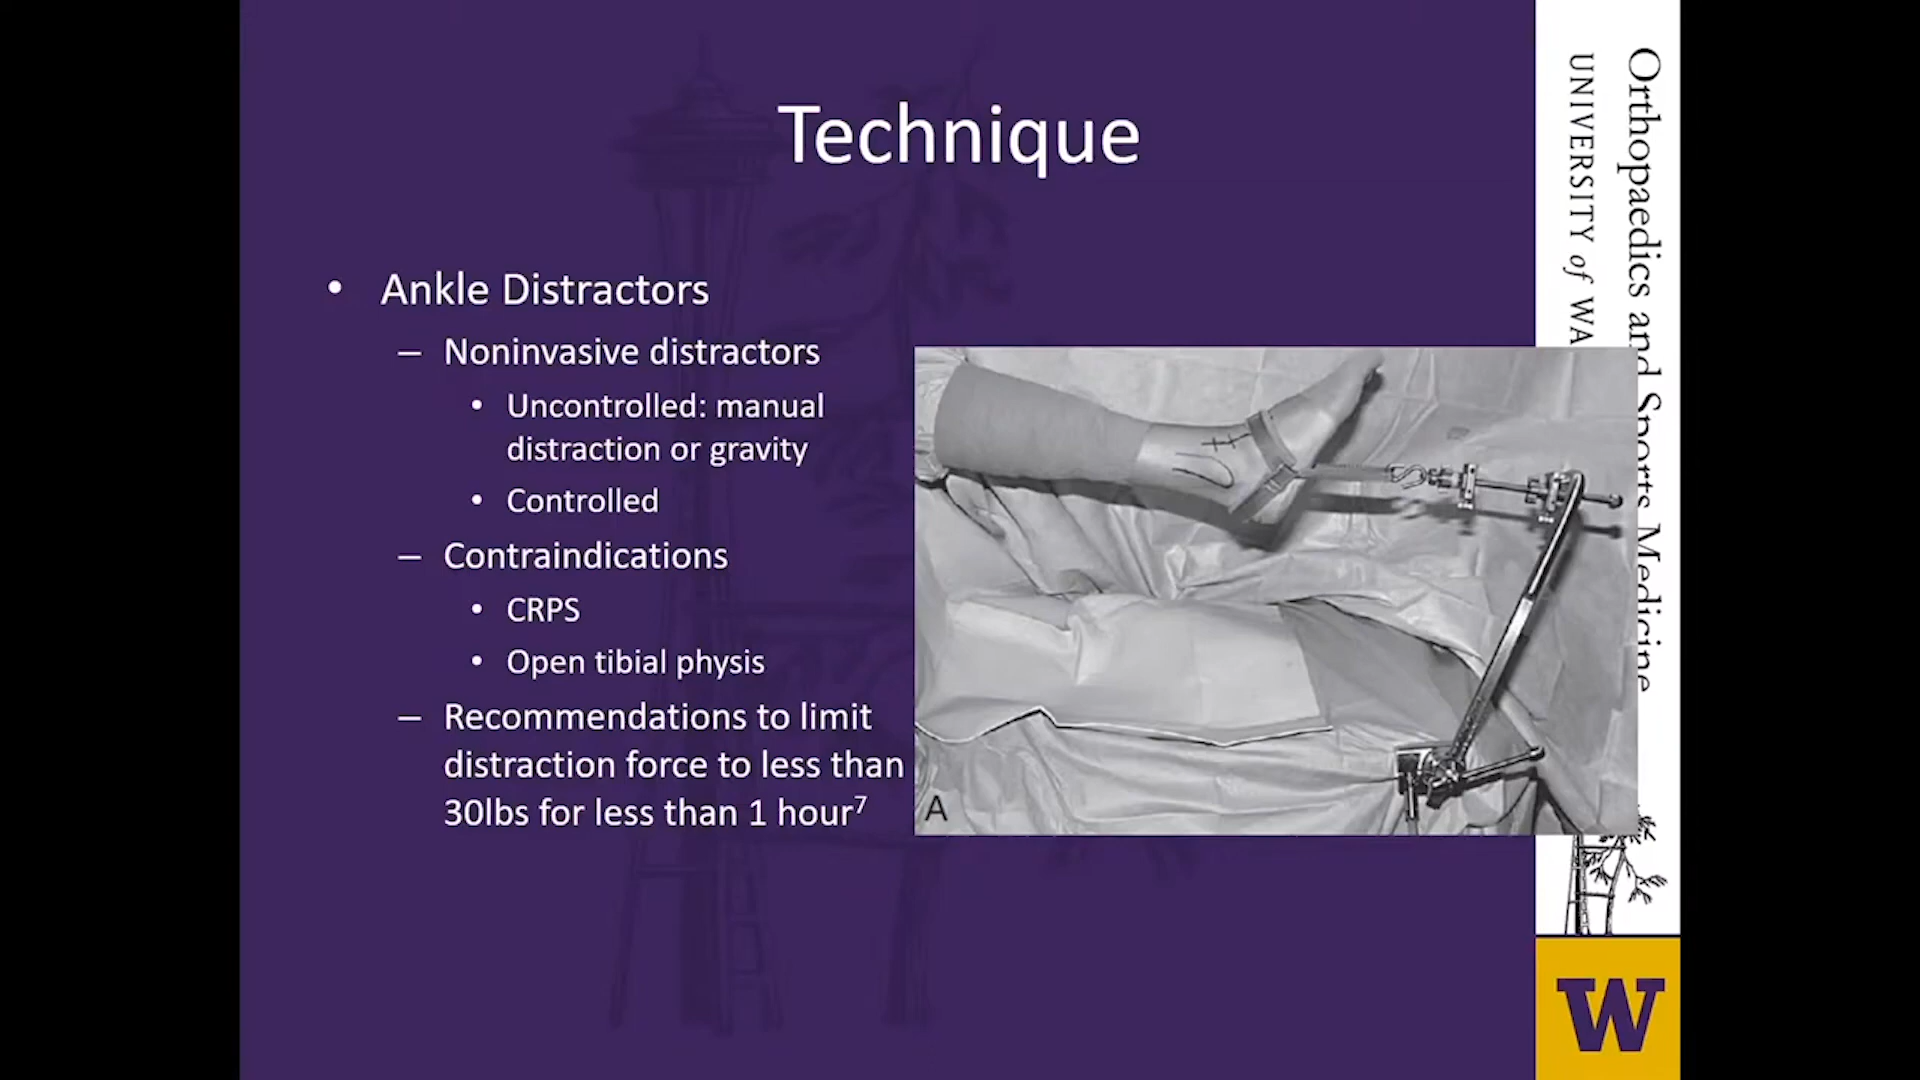 Technique
• Ankle Distractors
– Noninvasive distractors
• Uncontrolled: manual
distraction or gravity
• Controlled
– Contraindications
• CRPS
• Open tibial physis
– Recommendations to limit
distraction force to less than
30lbs for less than 1 hour⁷
A
Orthopaedics and Sports Medicine
UNIVERSITY of WA
W